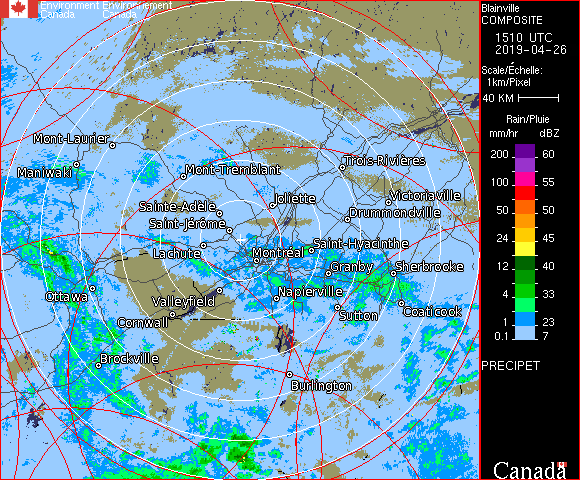 Environment Environnement
Canada Canada
Blainville
COMPOSITE
1510 UTC
2019-04-26
Scale/Échelle:
1km/Pixel
40 KM
Rain/Pluie
mm/hr dBZ
200 60
100 55
50 50
24 45
12 40
4 33
1 23
0.1 7
PRECIPET
Canada
Mont-Laurier
Maniwaki
Mont-Tremblant
Trois-Rivières
Joliette
Victoriaville
Sainte-Adèle
Drummondville
Saint-Jérôme
Lachute
Montréal
Saint-Hyacinthe
Granby
Sherbrooke
Ottawa
Valleyfield
Napierville
Cornwall
Sutton
Coaticook
Brockville
Burlington